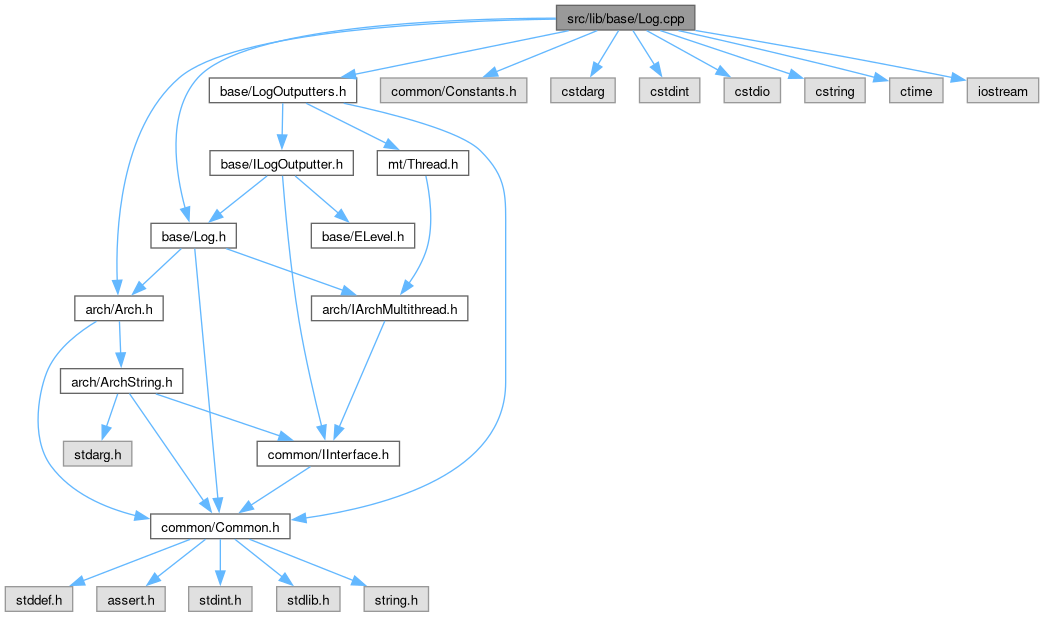 src/lib/base/Log.cpp
base/LogOutputters.h
common/Constants.h
cstdarg
cstdint
cstdio
cstring
ctime
iostream
base/ILogOutputter.h
mt/Thread.h
base/Log.h
base/ELevel.h
arch/Arch.h
arch/IArchMultithread.h
arch/ArchString.h
stdarg.h
common/IInterface.h
common/Common.h
stddef.h
assert.h
stdint.h
stdlib.h
string.h